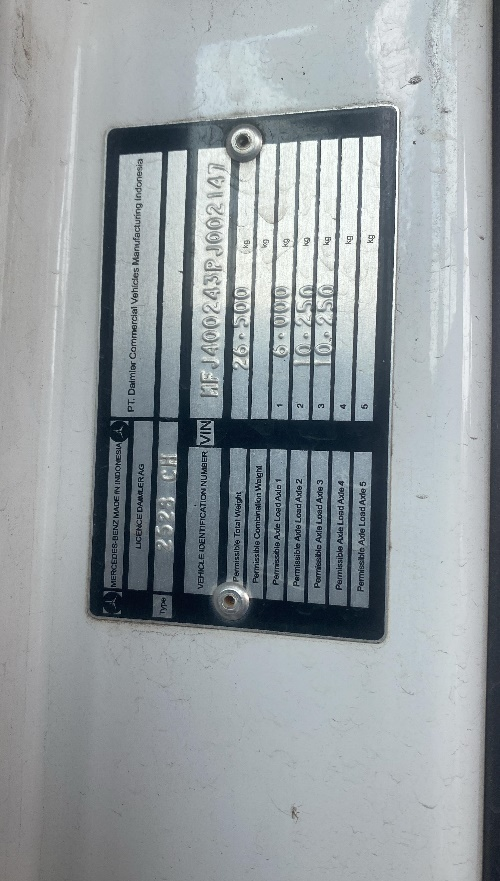 MERCEDES-BENZ MADE IN INDONESIA
PT. Daimler Commercial Vehicles Manufacturing Indonesia
LICENCE DAIMLER AG
Type 2528 CH
VEHICLE IDENTIFICATION NUMBER VIN MFJ400243PJ002147
Permissible Total Weight 26.500 kg
Permissible Combination Weight kg
Permissible Axle Load Axle 1 1 6.000 kg
Permissible Axle Load Axle 2 2 10.250 kg
Permissible Axle Load Axle 3 3 10.250 kg
Permissible Axle Load Axle 4 4 kg
Permissible Axle Load Axle 5 5 kg